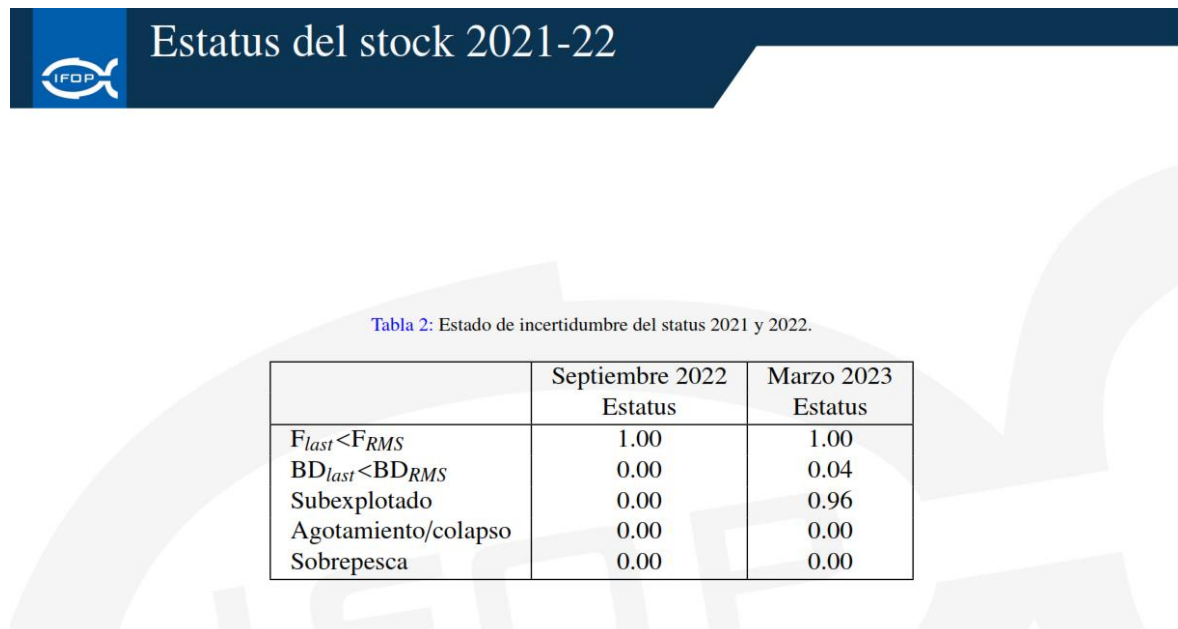 Estatus del stock 2021-22
IFOP
Tabla 2: Estado de incertidumbre del status 2021 y 2022.
Septiembre 2022 Marzo 2023
Estatus Estatus
Flast<FRMS 1.00 1.00
BDlast<BDRMS 0.00 0.04
Subexplotado 0.00 0.96
Agotamiento/colapso 0.00 0.00
Sobrepesca 0.00 0.00
IFOP